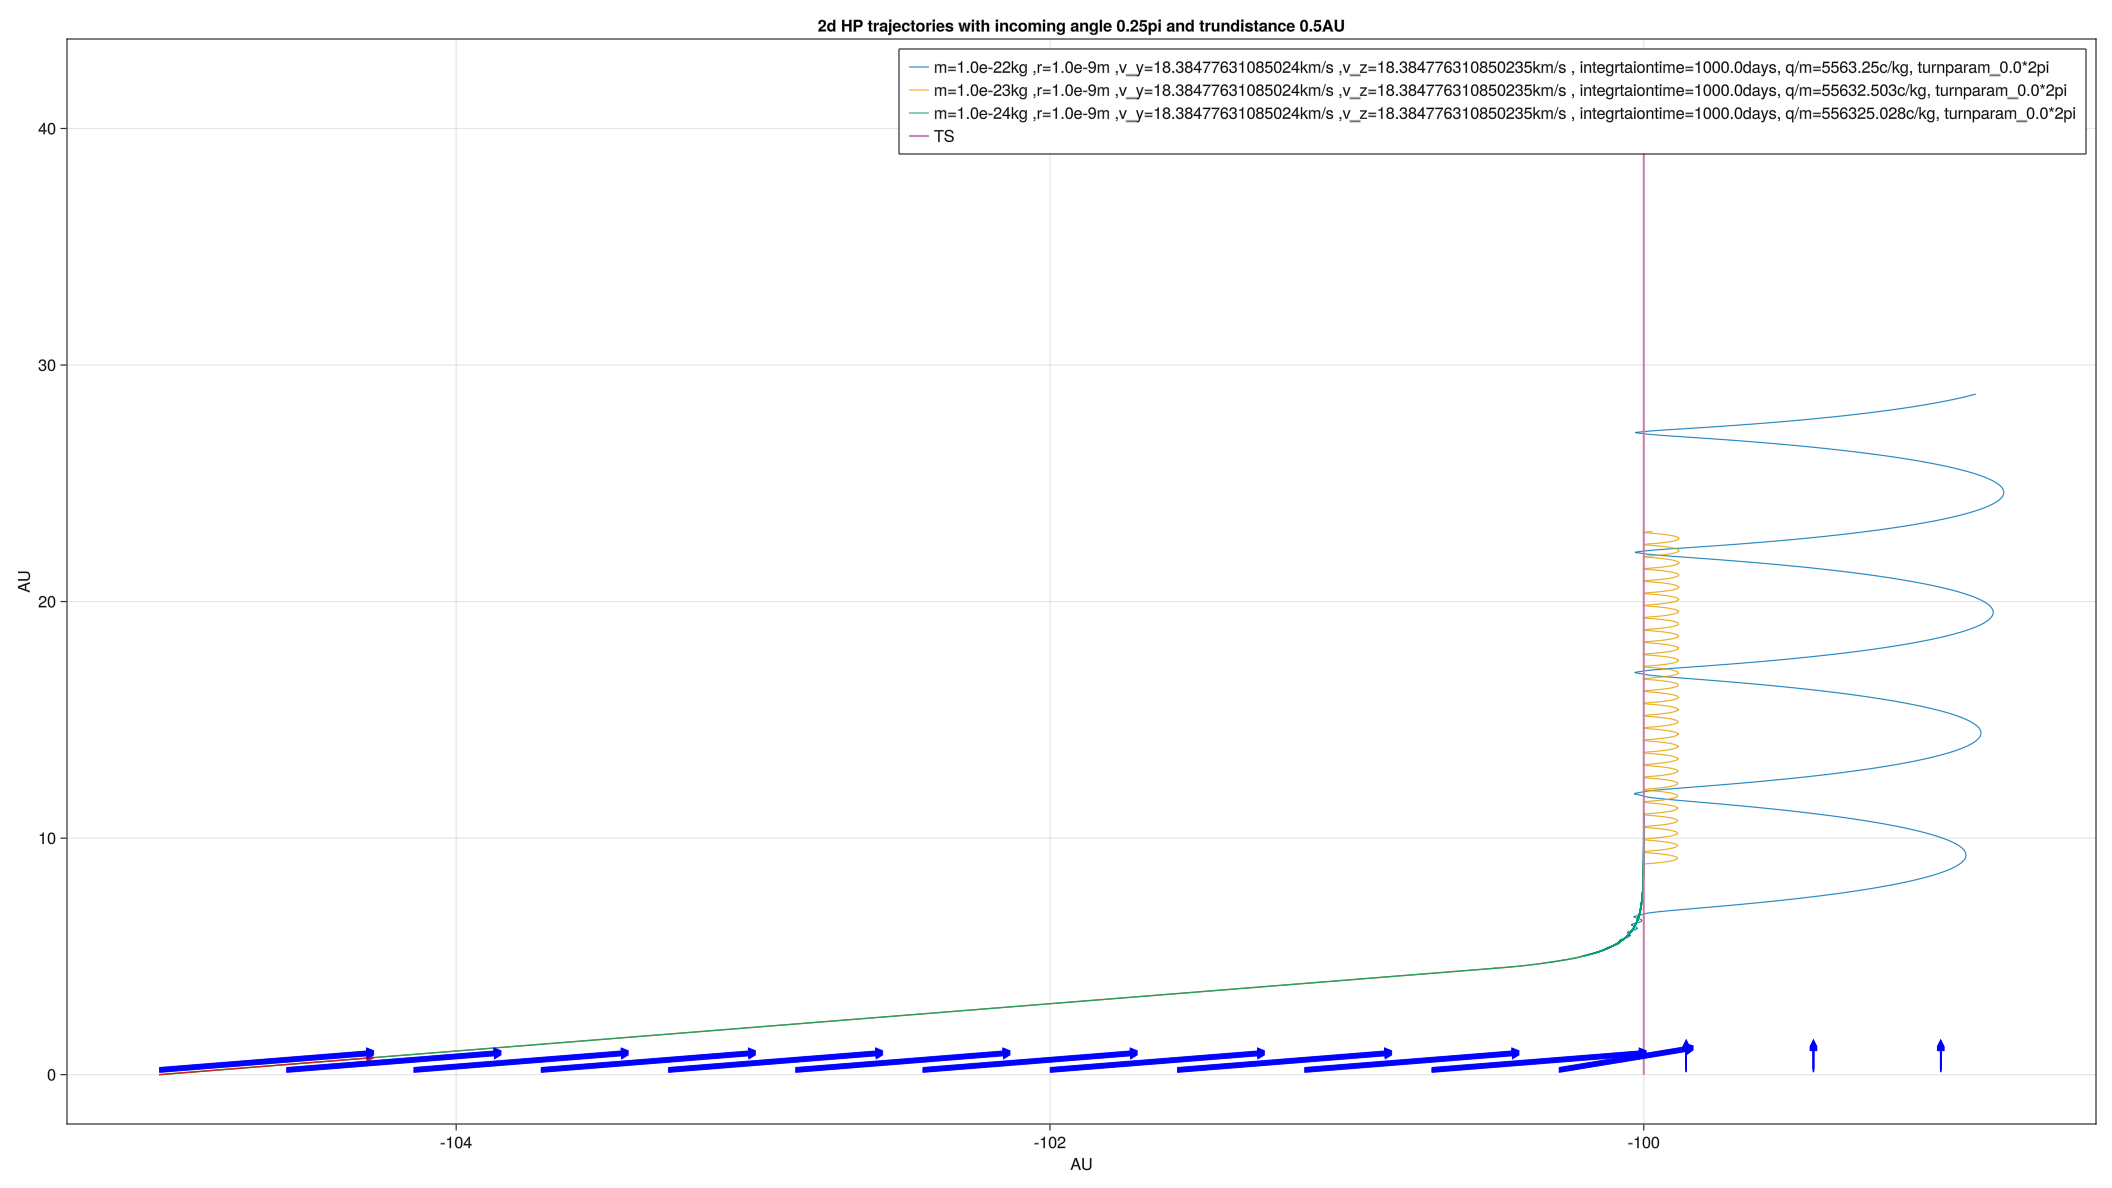 2d HP trajectories with incoming angle 0.25pi and trundistance 0.5AU
m=1.0e-22kg ,r=1.0e-9m ,v_y=18.38477631085024km/s ,v_z=18.384776310850235km/s , integrtaiontime=1000.0days, q/m=5563.25c/kg, turnparam_0.0*2pi
m=1.0e-23kg ,r=1.0e-9m ,v_y=18.38477631085024km/s ,v_z=18.384776310850235km/s , integrtaiontime=1000.0days, q/m=55632.503c/kg, turnparam_0.0*2pi
m=1.0e-24kg ,r=1.0e-9m ,v_y=18.38477631085024km/s ,v_z=18.384776310850235km/s , integrtaiontime=1000.0days, q/m=556325.028c/kg, turnparam_0.0*2pi
TS
40
30
20
10
0
AU
-104
-102
-100
AU